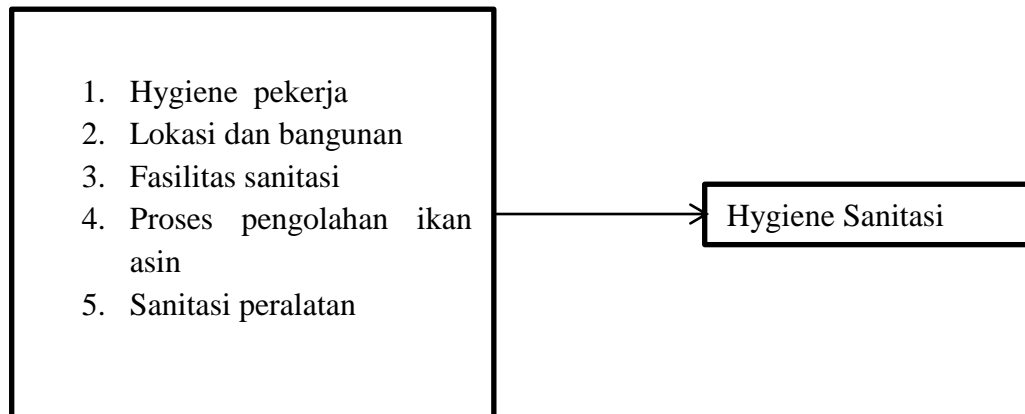 1. Hygiene pekerja
2. Lokasi dan bangunan
3. Fasilitas sanitasi
4. Proses pengolahan ikan
asin
5. Sanitasi peralatan
Hygiene Sanitasi